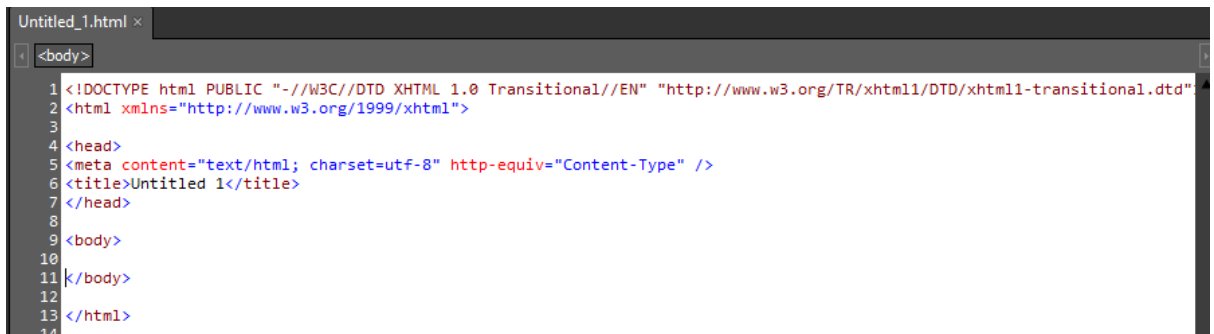 Untitled_1.html ×
<body>
1 <!DOCTYPE html PUBLIC "-//W3C//DTD XHTML 1.0 Transitional//EN" "http://www.w3.org/TR/xhtml1/DTD/xhtml1-transitional.dtd">
2 <html xmlns="http://www.w3.org/1999/xhtml">
3
4 <head>
5 <meta content="text/html; charset=utf-8" http-equiv="Content-Type" />
6 <title>Untitled 1</title>
7 </head>
8
9 <body>
10
11 </body>
12
13 </html>
14